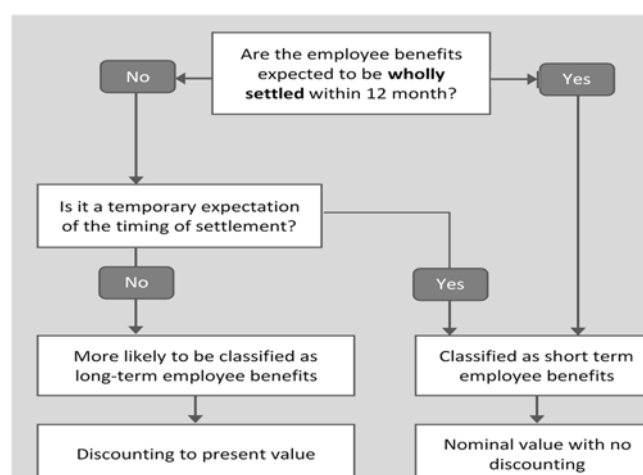 Are the employee benefits
expected to be wholly
settled within 12 month?
No
Yes
Is it a temporary expectation
of the timing of settlement?
No
Yes
More likely to be classified as
long-term employee benefits
Classified as short term
employee benefits
Discounting to present value
Nominal value with no
discounting